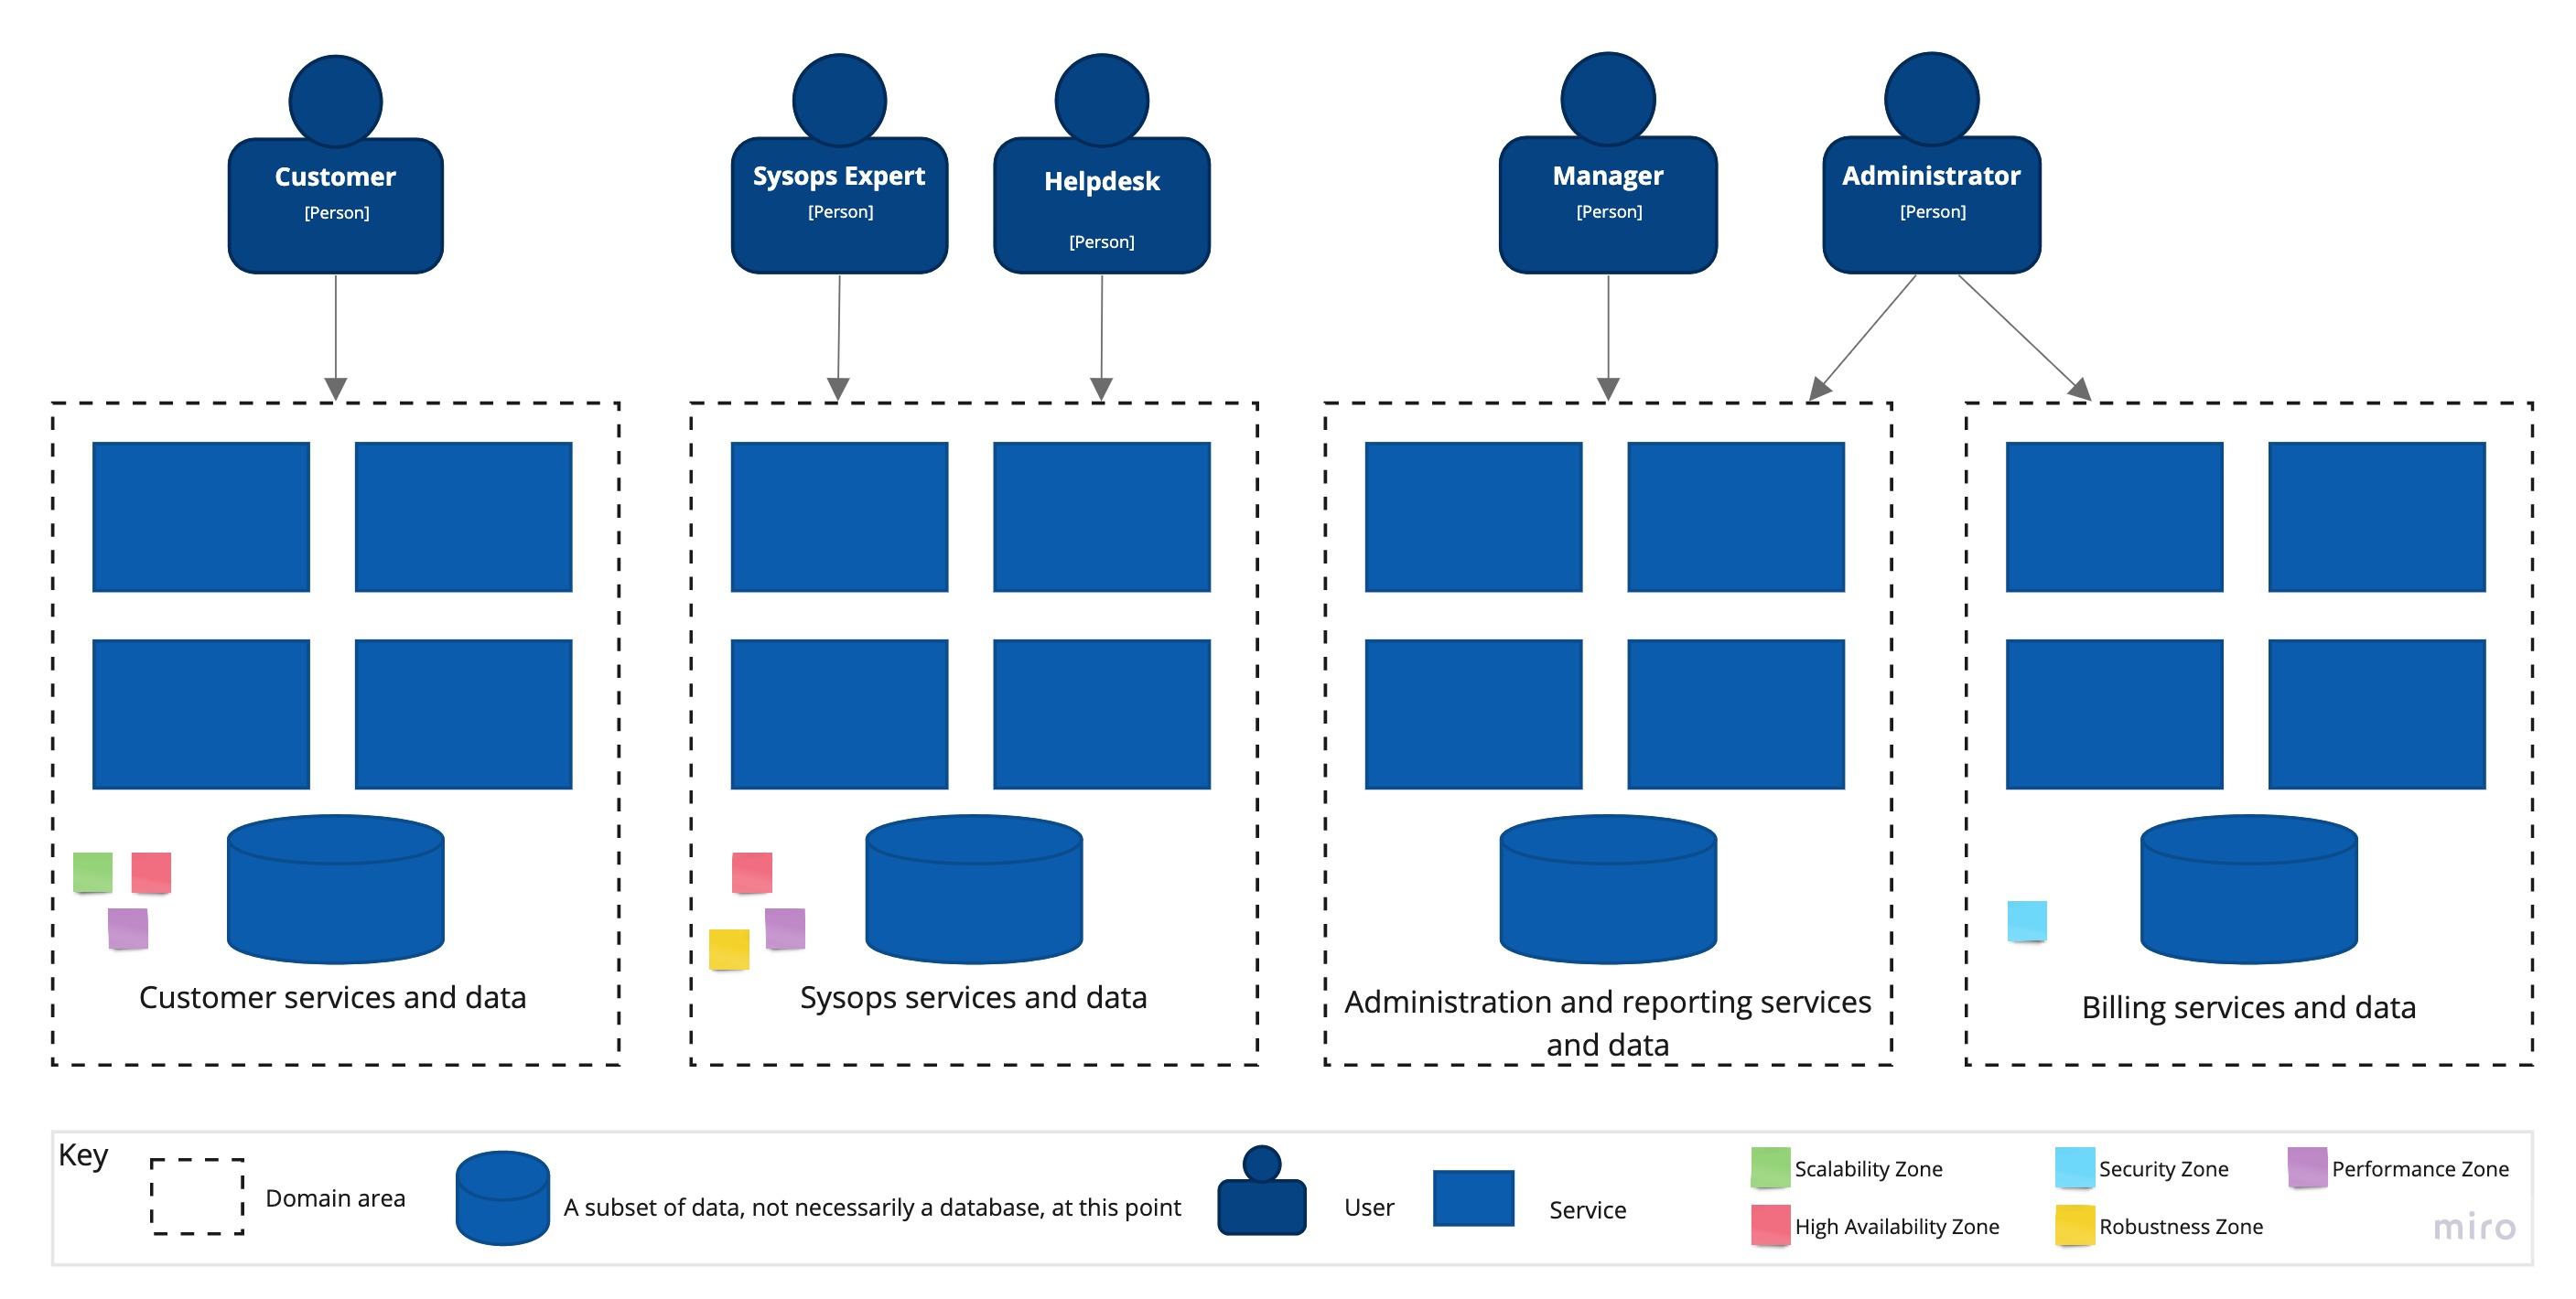 Customer
[Person]
Sysops Expert
[Person]
Helpdesk
[Person]
Manager
[Person]
Administrator
[Person]
Customer services and data
Sysops services and data
Administration and reporting services
and data
Billing services and data
Key
Domain area
A subset of data, not necessarily a database, at this point
User
Service
Scalability Zone
Security Zone
Performance Zone
High Availability Zone
Robustness Zone
miro